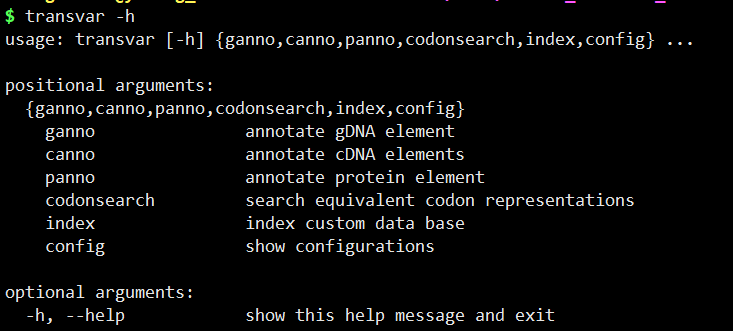 $ transvar -h
usage: transvar [-h] {ganno,canno,panno,codonsearch,index,config} ...
positional arguments:
{ganno,canno,panno,codonsearch,index,config}
ganno annotate gDNA element
canno annotate cDNA elements
panno annotate protein element
codonsearch search equivalent codon representations
index index custom data base
config show configurations
optional arguments:
-h, --help show this help message and exit